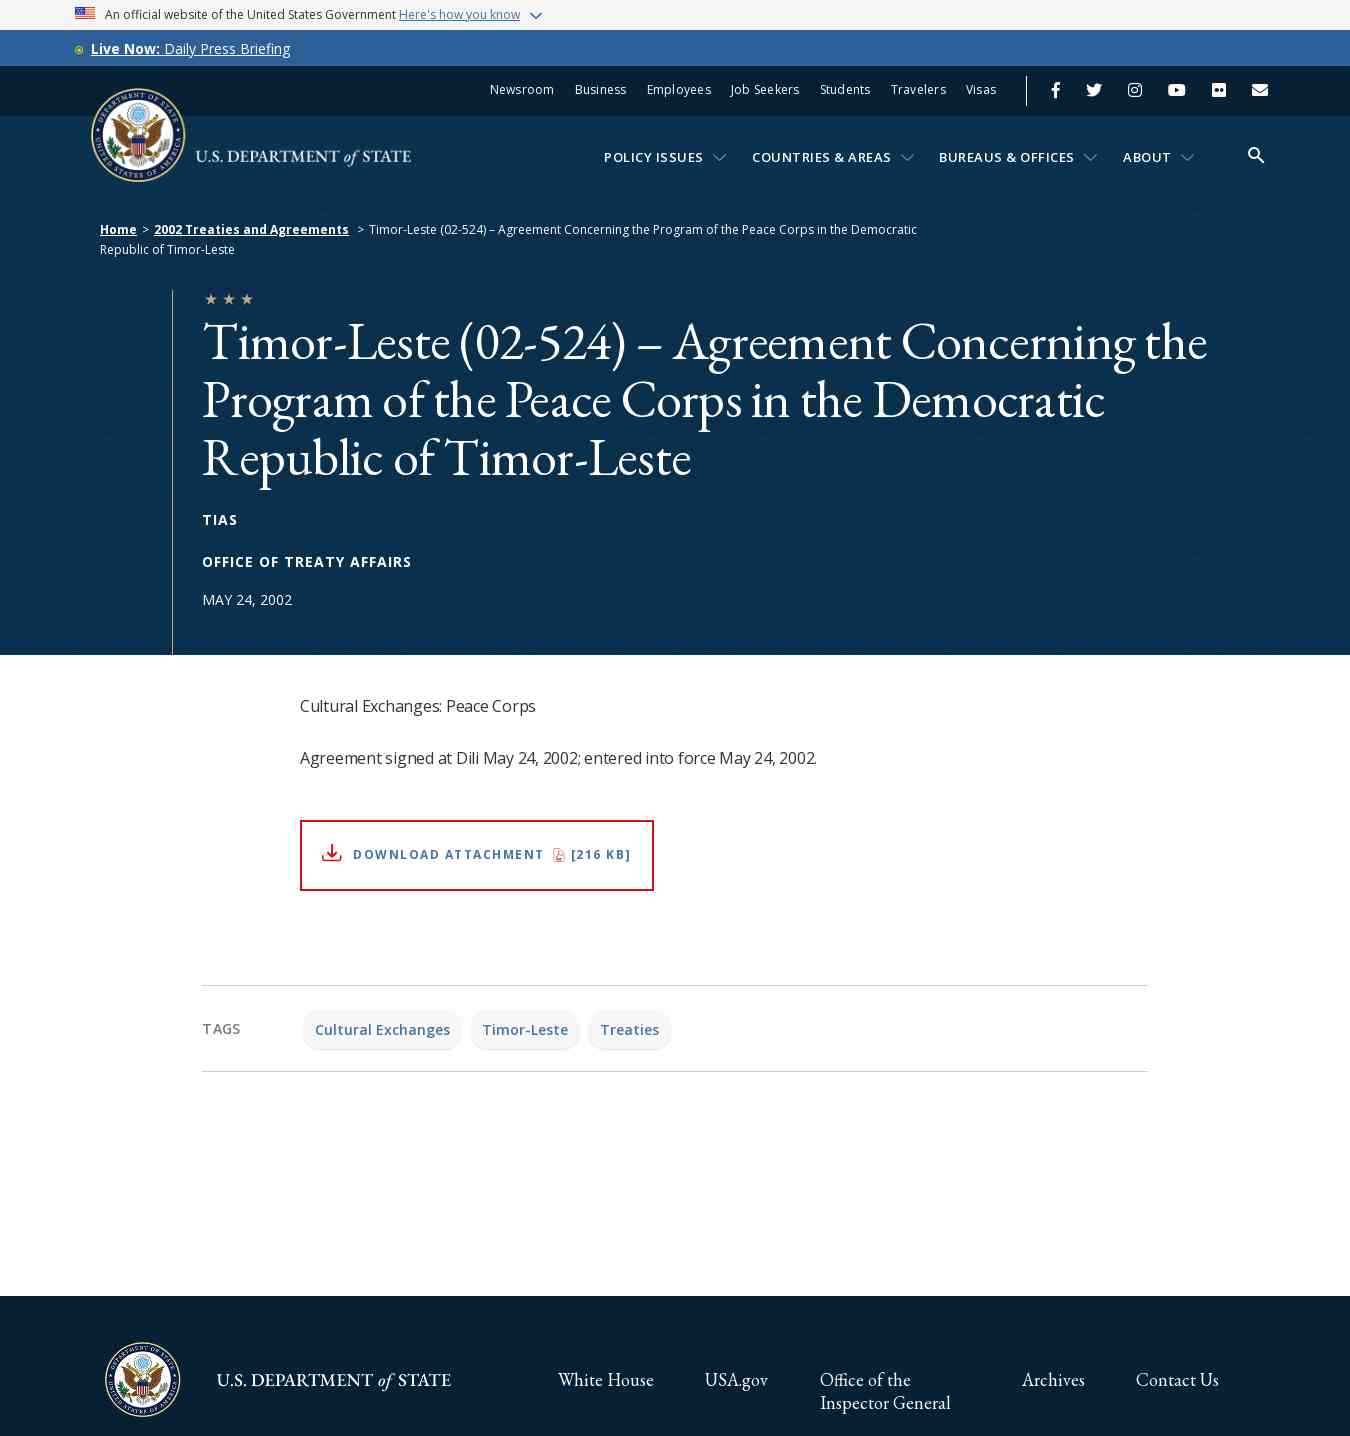 An official website of the United States Government Here's how you know
Live Now: Daily Press Briefing
Newsroom Business Employees Job Seekers Students Travelers Visas
U.S. DEPARTMENT of STATE
POLICY ISSUES COUNTRIES & AREAS BUREAUS & OFFICES ABOUT
Home > 2002 Treaties and Agreements > Timor-Leste (02-524) – Agreement Concerning the Program of the Peace Corps in the Democratic
Republic of Timor-Leste
Timor-Leste (02-524) – Agreement Concerning the
Program of the Peace Corps in the Democratic
Republic of Timor-Leste
TIAS
OFFICE OF TREATY AFFAIRS
MAY 24, 2002
Cultural Exchanges: Peace Corps
Agreement signed at Dili May 24, 2002; entered into force May 24, 2002.
DOWNLOAD ATTACHMENT [216 KB]
TAGS
Cultural Exchanges Timor-Leste Treaties
U.S. DEPARTMENT of STATE
White House USA.gov Office of the Archives Contact Us
Inspector General